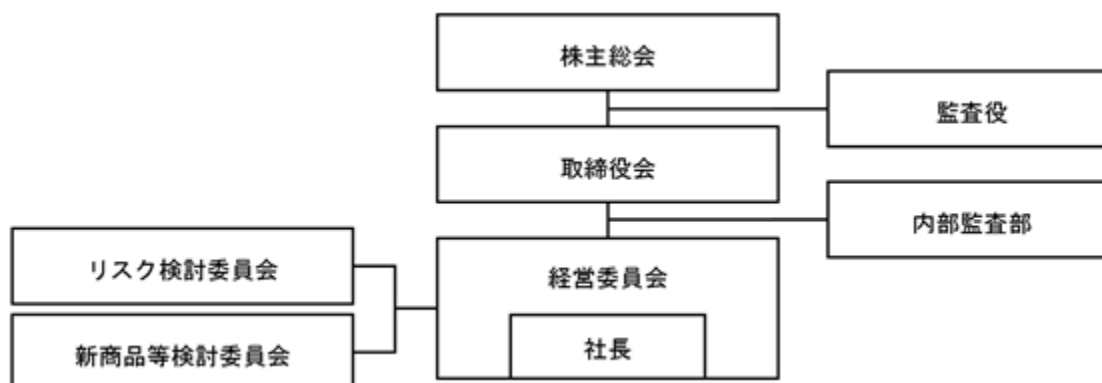 株主総会
監査役
取締役会
内部監査部
リスク検討委員会
経営委員会
新商品等検討委員会
社長